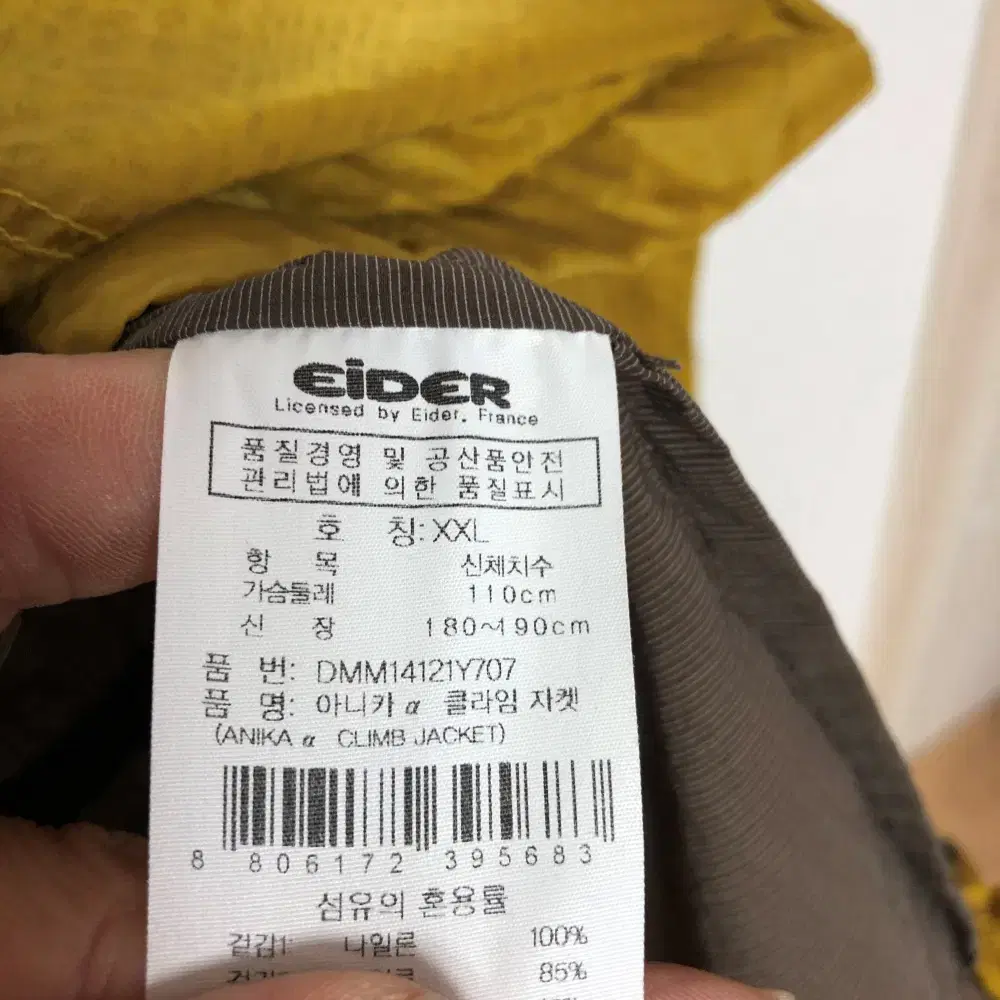 EiDER
Licensed by Eider, France
품질경영 및 공산품안전
관리법에 의한 품질표시
호 칭: XXL
항 목 신체치수
가슴둘레 110cm
신 장 180~190cm
품 번: DMM14121Y707
품 명: 아니카 α 클라임 자켓
(ANIKA α CLIMB JACKET)
8 806172 395683
섬유의 혼용률
겉감1: 나일론 100%
85%